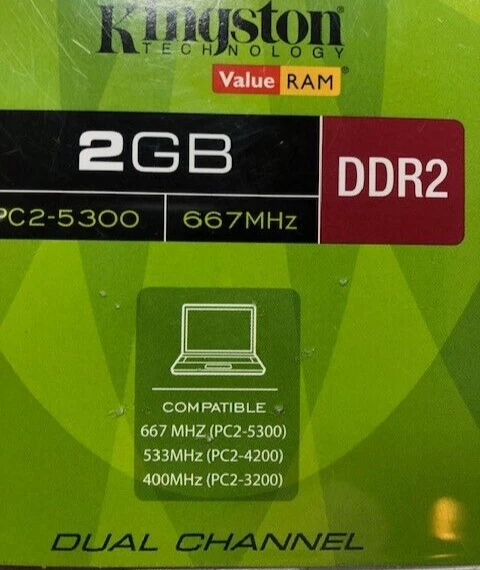 Kingston
TECHNOLOGY
Value RAM®
2GB
DDR2
PC2-5300
667MHz
COMPATIBLE
667 MHZ (PC2-5300)
533MHz (PC2-4200)
400MHz (PC2-3200)
DUAL CHANNEL